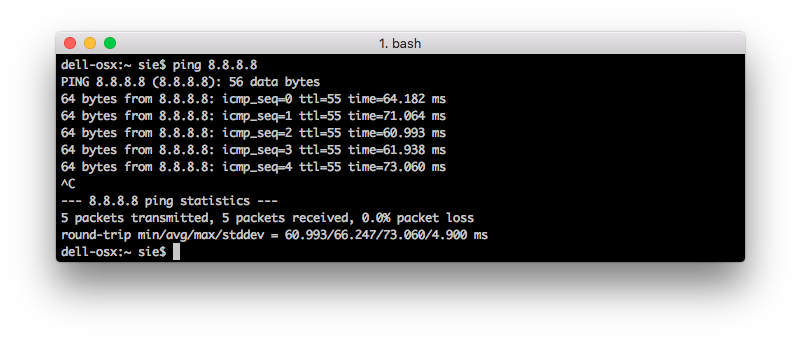 1. bash
dell-osx:~ sie$ ping 8.8.8.8
PING 8.8.8.8 (8.8.8.8): 56 data bytes
64 bytes from 8.8.8.8: icmp_seq=0 ttl=55 time=64.182 ms
64 bytes from 8.8.8.8: icmp_seq=1 ttl=55 time=71.064 ms
64 bytes from 8.8.8.8: icmp_seq=2 ttl=55 time=60.993 ms
64 bytes from 8.8.8.8: icmp_seq=3 ttl=55 time=61.938 ms
64 bytes from 8.8.8.8: icmp_seq=4 ttl=55 time=73.060 ms
^C
--- 8.8.8.8 ping statistics ---
5 packets transmitted, 5 packets received, 0.0% packet loss
round-trip min/avg/max/stddev = 60.993/66.247/73.060/4.900 ms
dell-osx:~ sie$